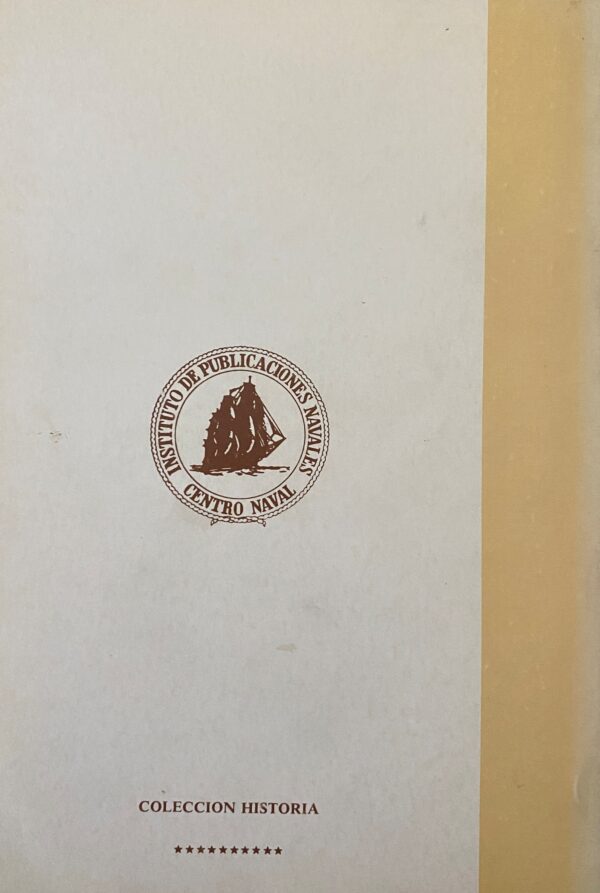 INSTITUTO DE PUBLICACIONES NAVALES
CENTRO NAVAL
COLECCION HISTORIA
★★★★★★★★★★